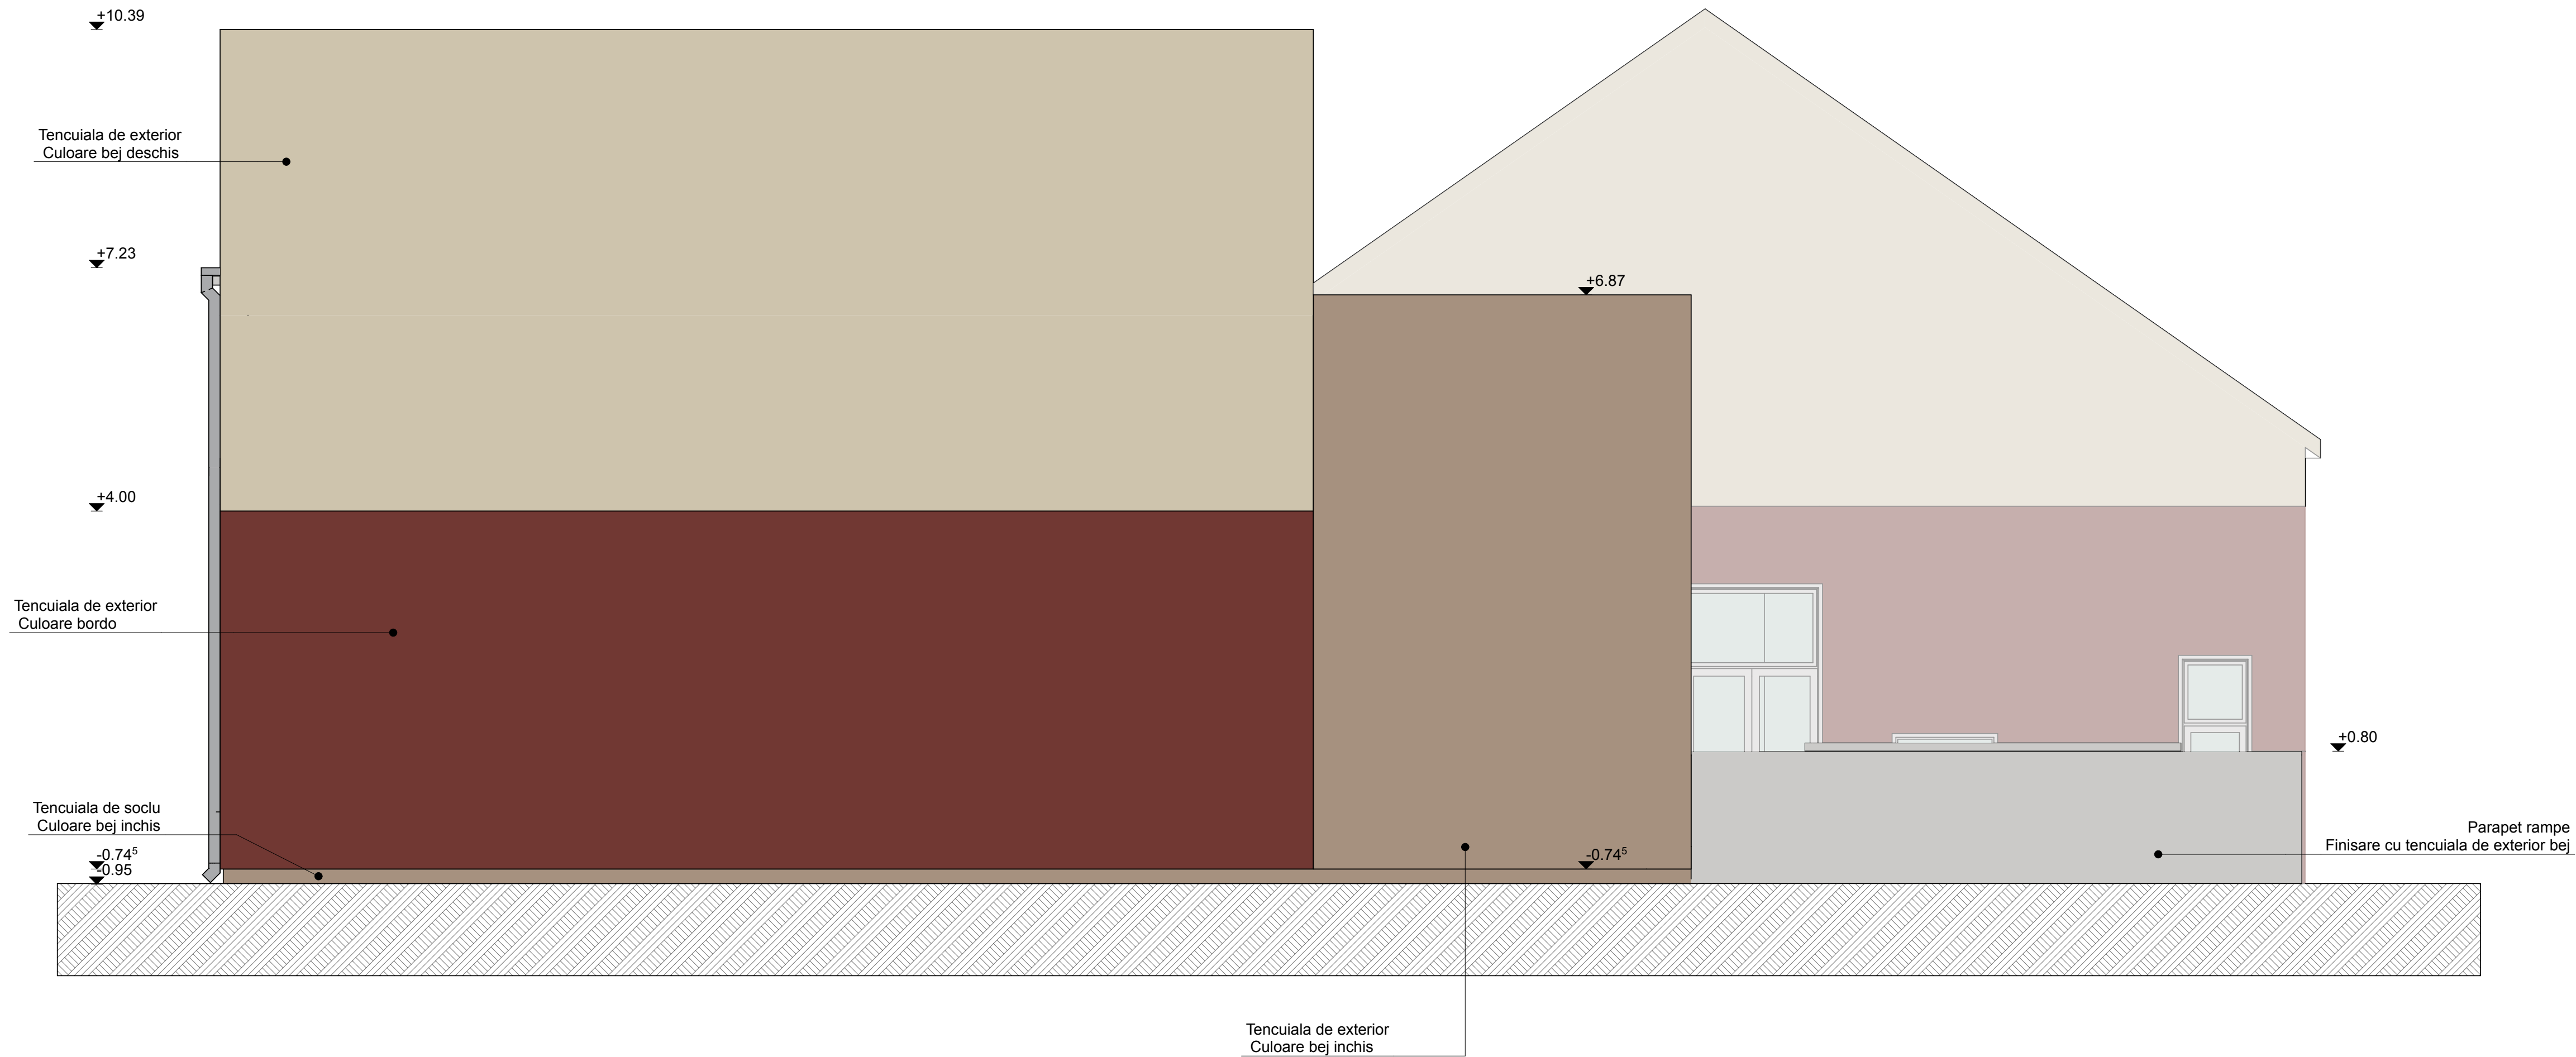 +10.39
Tencuiala de exterior
Culoare bej deschis
+7.23
+6.87
+4.00
Tencuiala de exterior
Culoare bordo
+0.80
Tencuiala de soclu
Culoare bej inchis
Parapet rampe
Finisare cu tencuiala de exterior bej
-0.74⁵
-0.95
-0.74⁵
Tencuiala de exterior
Culoare bej inchis